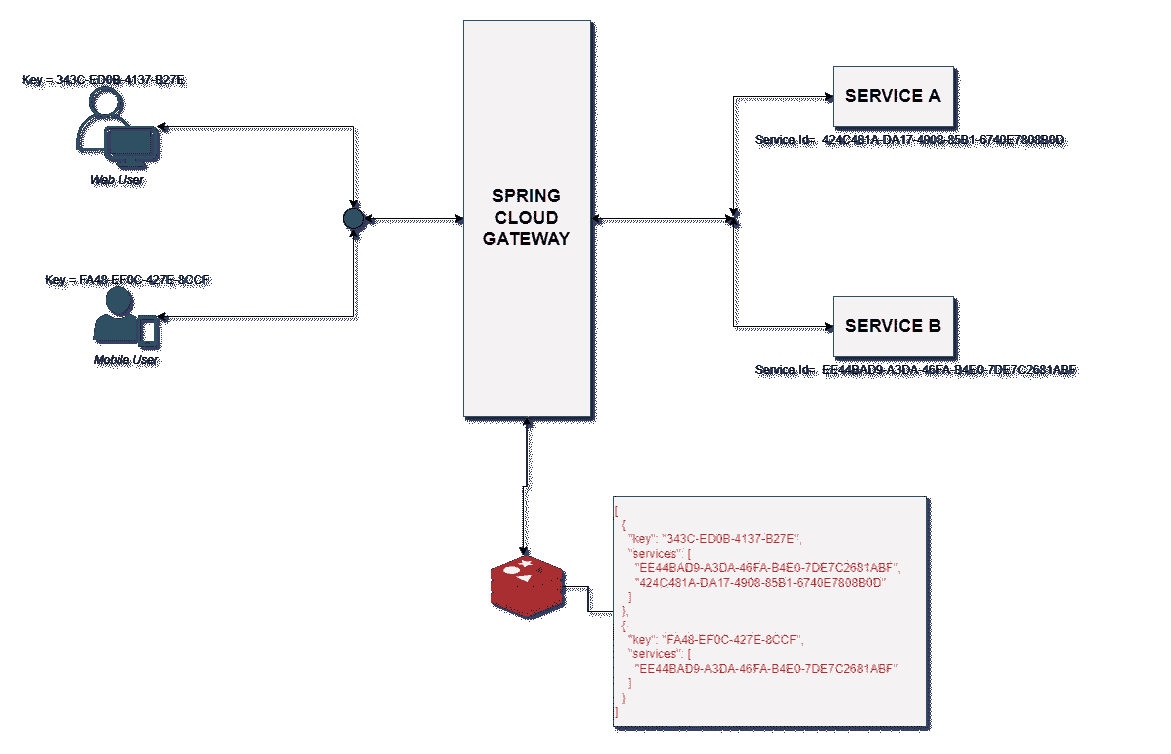 Key = 343C-ED0B-4137-B27E
Web User
Key = FA48-EF0C-427E-8CCF
Mobile User
SPRING
CLOUD
GATEWAY
SERVICE A
Service Id= 424C481A-DA17-4908-85B1-6740E7808B0D
SERVICE B
Service Id= EE44BAD9-A3DA-46FA-B4E0-7DE7C2681ABF
[
{
"key": "343C-ED0B-4137-B27E",
"services": [
"EE44BAD9-A3DA-46FA-B4E0-7DE7C2681ABF",
"424C481A-DA17-4908-85B1-6740E7808B0D"
]
},
{
"key": "FA48-EF0C-427E-8CCF",
"services": [
"EE44BAD9-A3DA-46FA-B4E0-7DE7C2681ABF"
]
}
]